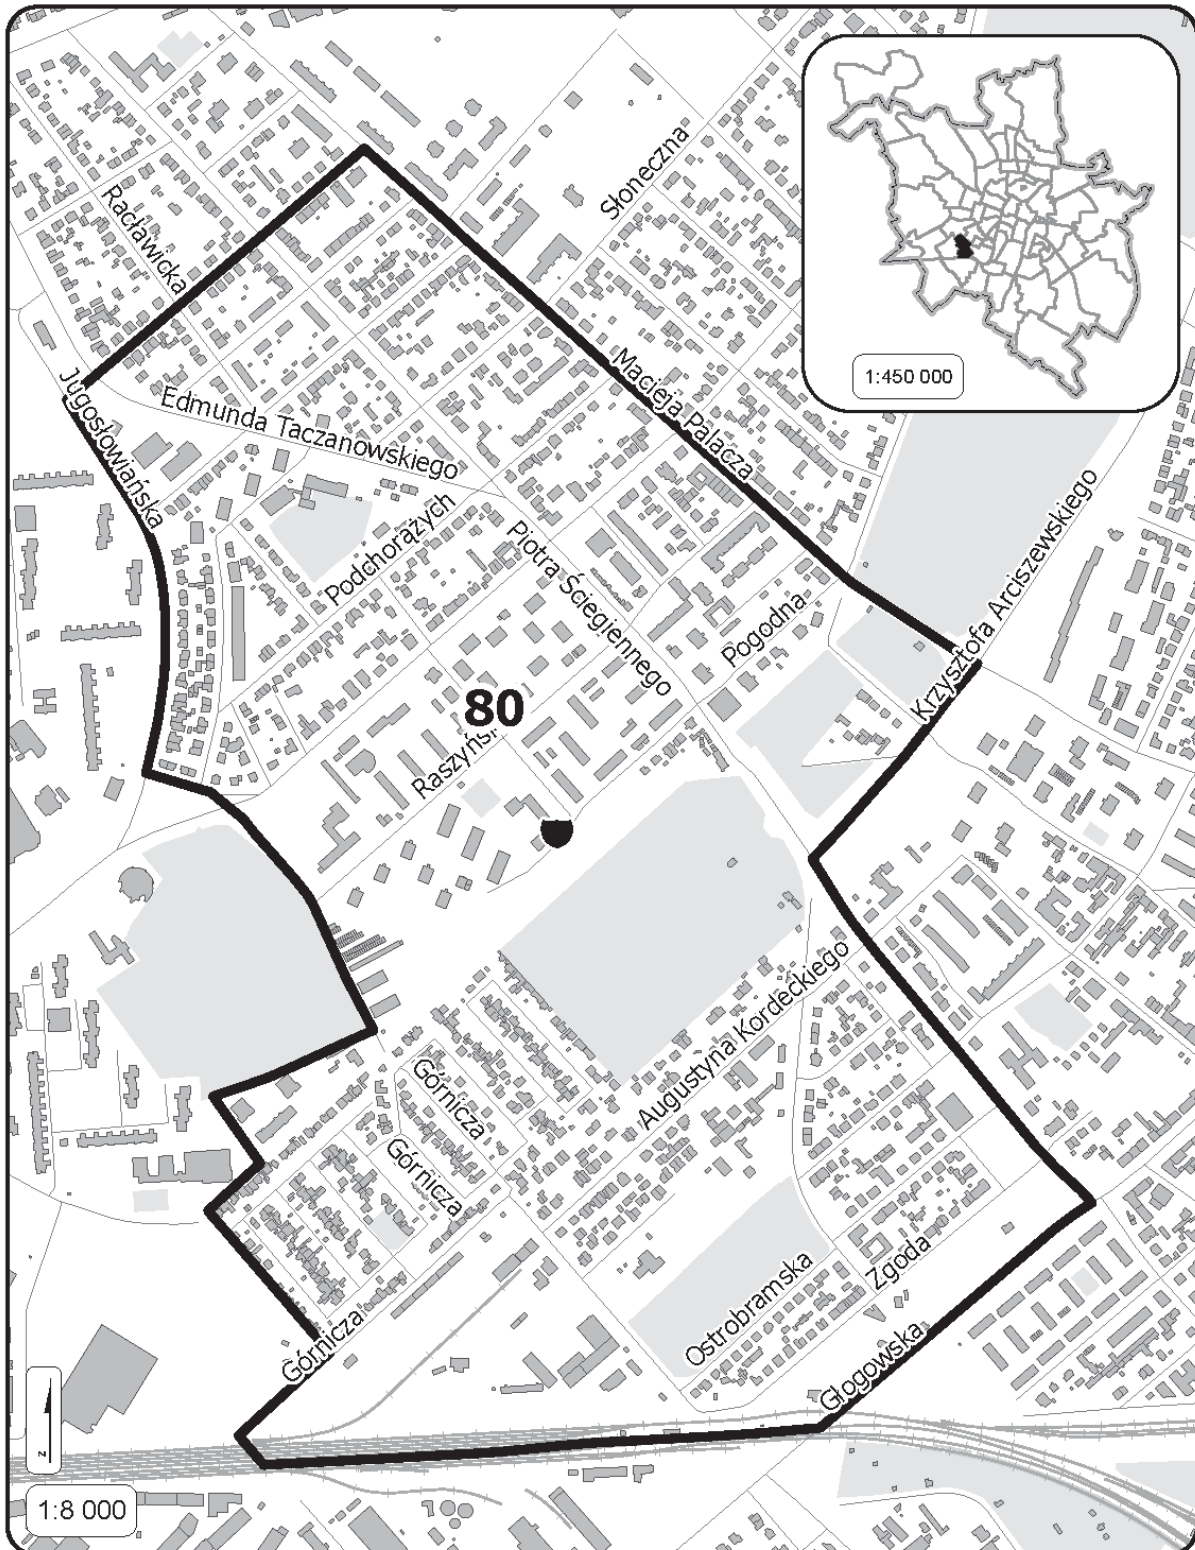 Słoneczna
Racławicka
1:450 000
Macieja Palacza
Jugosłowiańska
Edmunda Taczanowskiego
Krzysztofa Arciszewskiego
Podchorążych
Piotra Ściegiennego
Pogodna
80
Raszyńs
Augustyna Kordeckiego
Górnicza
Górnicza
Zgoda
Ostrobramska
Górnicza
Głogowska
z
1:8 000